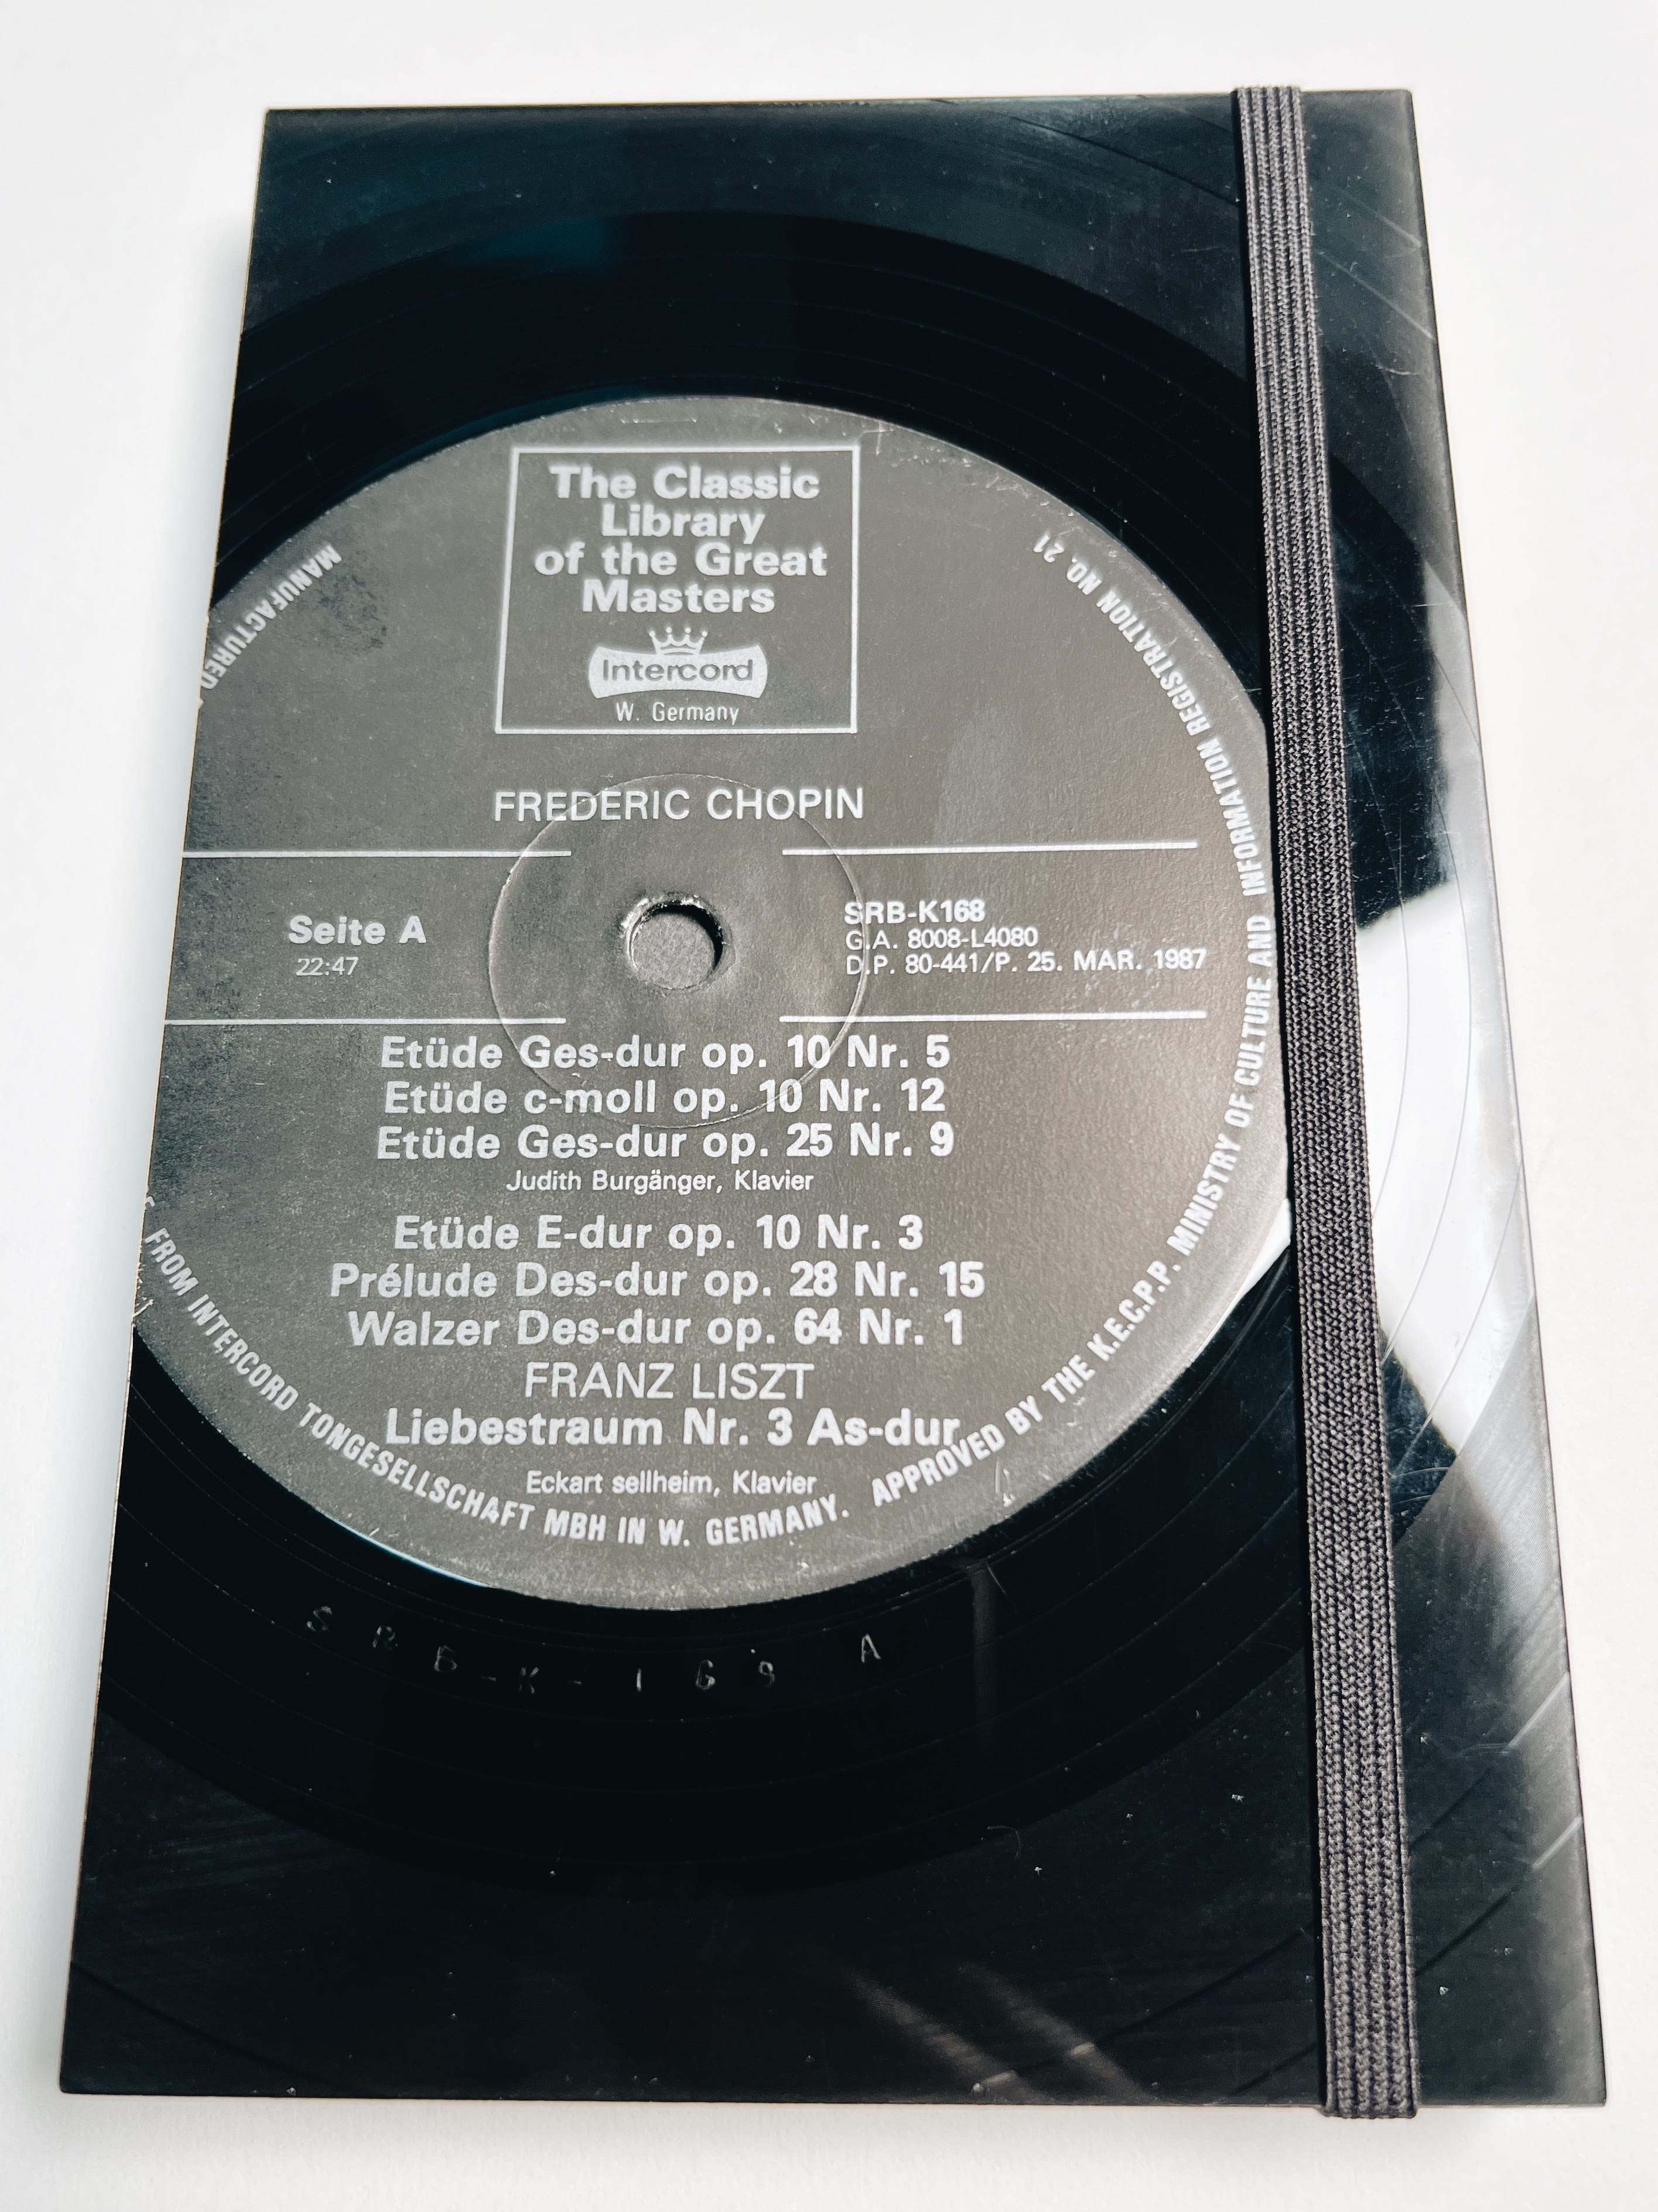 The Classic
Library
of the Great
Masters
Intercord
W. Germany
FREDERIC CHOPIN
Seite A
22:47
SRB-K168
G.A. 8008-L4080
D.P. 80-441/P. 25. MAR. 1987
Etüde Ges-dur op. 10 Nr. 5
Etüde c-moll op. 10 Nr. 12
Etüde Ges-dur op. 25 Nr. 9
Judith Burgänger, Klavier
Etüde E-dur op. 10 Nr. 3
Prélude Des-dur op. 28 Nr. 15
Walzer Des-dur op. 64 Nr. 1
FRANZ LISZT
Liebestraum Nr. 3 As-dur
Eckart sellheim, Klavier
MANUFACTURED
FROM INTERCORD TONGESELLSCHAFT MBH IN W. GERMANY. APPROVED BY THE K.E.C.P.P. MINISTRY OF CULTURE AND INFORMATION REGISTRATION NO. 21
SRB-K-168 A